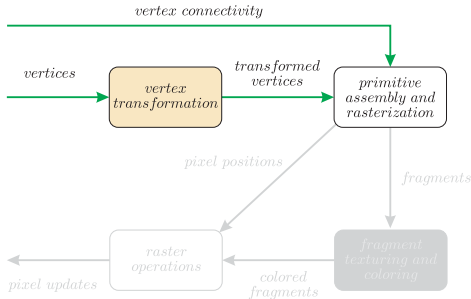 vertex connectivity
vertices
vertex
transformation
transformed
vertices
primitive
assembly and
rasterization
pixel positions
fragments
raster
operations
fragment
texturing and
coloring
pixel updates
colored
fragments